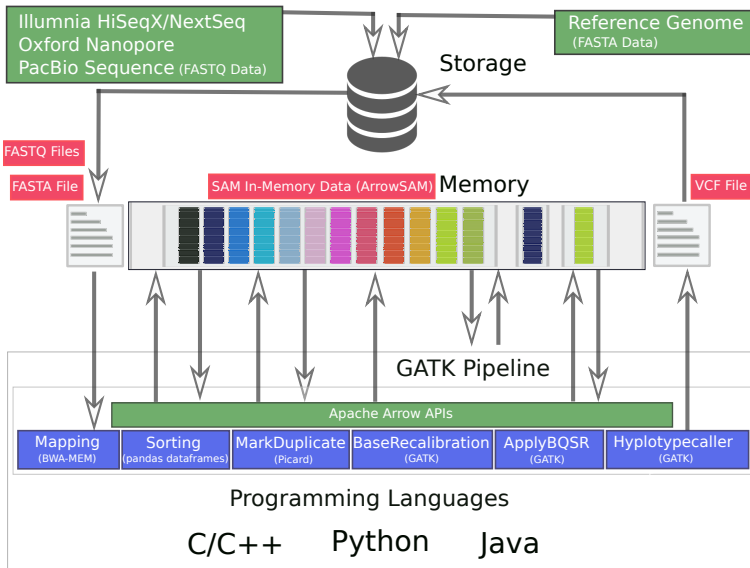 Illumnia HiSeqX/NextSeq
Oxford Nanopore
PacBio Sequence (FASTQ Data)
Reference Genome
(FASTA Data)
Storage
FASTQ Files
FASTA File
SAM In-Memory Data (ArrowSAM)
Memory
VCF File
GATK Pipeline
Apache Arrow APIs
Mapping
(BWA-MEM)
Sorting
(pandas dataframes)
MarkDuplicate
(Picard)
BaseRecalibration
(GATK)
ApplyBQSR
(GATK)
Hyplotypecaller
(GATK)
Programming Languages
C/C++ Python Java